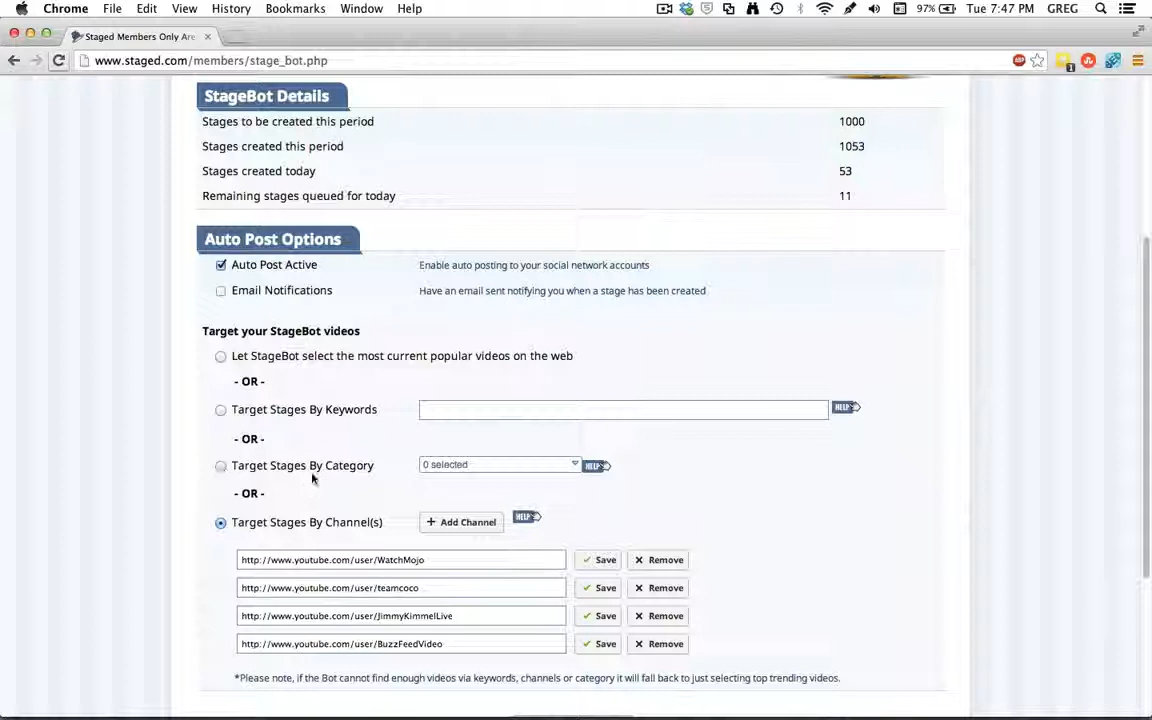 Chrome File Edit View History Bookmarks Window Help 97% Tue 7:47 PM GREG
Staged Members Only Are
www.staged.com/members/stage_bot.php
StageBot Details
Stages to be created this period 1000
Stages created this period 1053
Stages created today 53
Remaining stages queued for today 11
Auto Post Options
Auto Post Active Enable auto posting to your social network accounts
Email Notifications Have an email sent notifying you when a stage has been created
Target your StageBot videos
Let StageBot select the most current popular videos on the web
- OR -
Target Stages By Keywords HELP
- OR -
Target Stages By Category 0 selected HELP
- OR -
Target Stages By Channel(s) + Add Channel HELP
http://www.youtube.com/user/WatchMojo Save Remove
http://www.youtube.com/user/teamcoco Save Remove
http://www.youtube.com/user/JimmyKimmelLive Save Remove
http://www.youtube.com/user/BuzzFeedVideo Save Remove
*Please note, if the Bot cannot find enough videos via keywords, channels or category it will fall back to just selecting top trending videos.